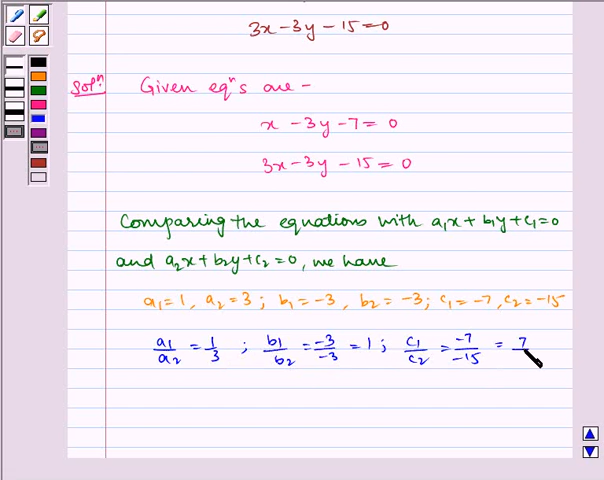 3x-3y-15=0
Solⁿ. Given eqⁿs are -
x-3y-7=0
3x-3y-15=0
Comparing the equations with a₁x+b₁y+c₁=0
and a₂x+b₂y+c₂=0, we have
a₁=1, a₂=3; b₁=-3, b₂=-3; c₁=-7, c₂=-15
a₁/a₂ = 1/3 ; b₁/b₂ = -3/-3 = 1 ; c₁/c₂ = -7/-15 = 7/